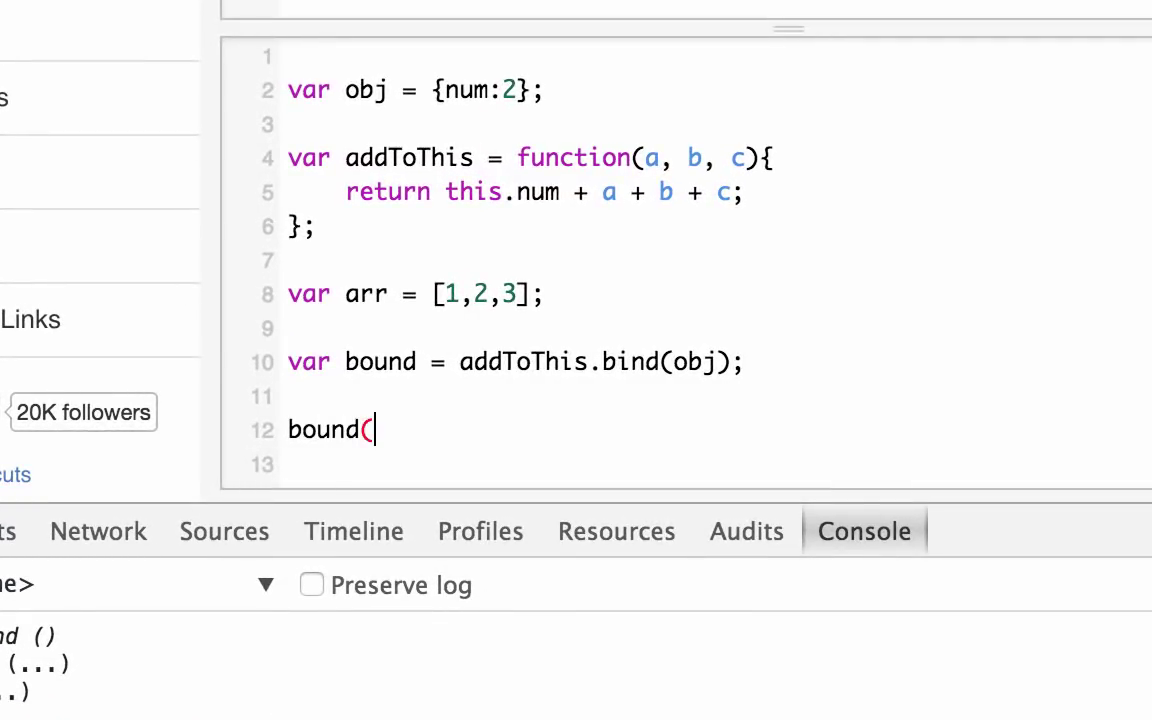 1
2 var obj = {num:2};
3
4 var addToThis = function(a, b, c){
5 return this.num + a + b + c;
6 };
7
8 var arr = [1,2,3];
9
10 var bound = addToThis.bind(obj);
11
12 bound(
13
s
Links
20K followers
cuts
ts Network Sources Timeline Profiles Resources Audits Console
ne> ▼ Preserve log
nd ()
(...)
..)